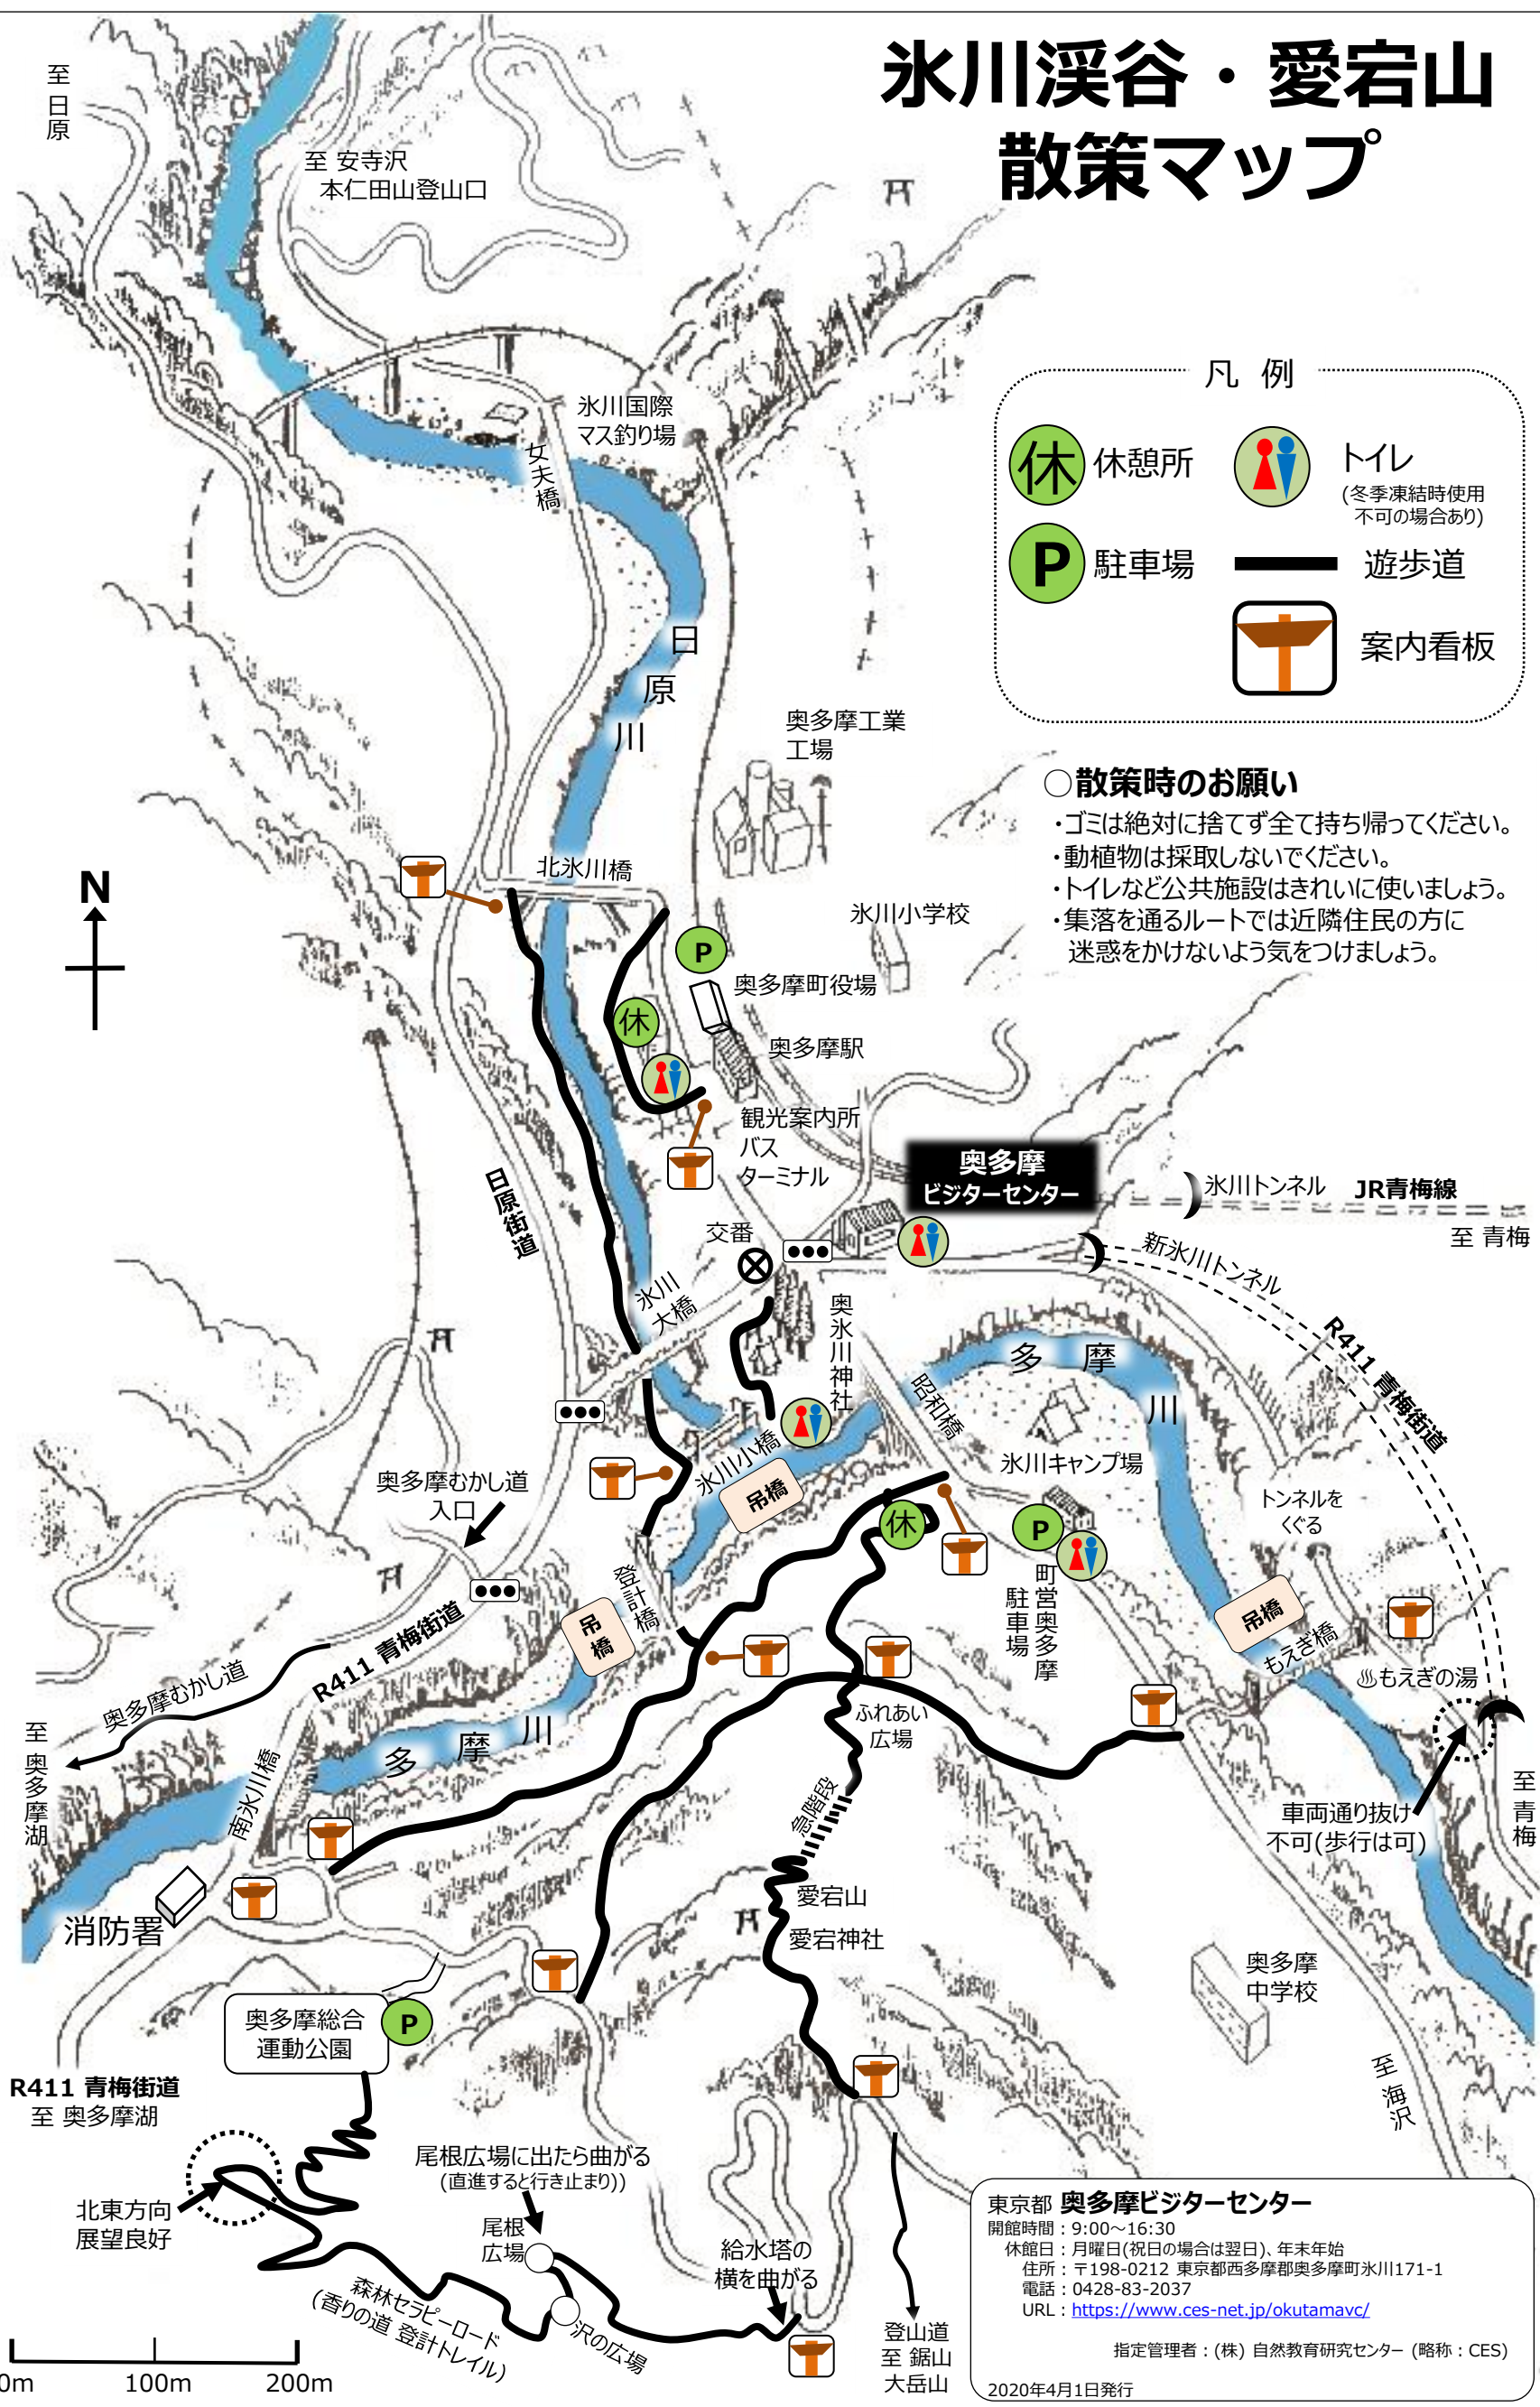 氷川渓谷・愛宕山
散策マップ
至 日原
至 安寺沢
本仁田山登山口
凡 例
休 休憩所
トイレ
(冬季凍結時使用
不可の場合あり)
P 駐車場
遊歩道
案内看板
氷川国際
マス釣り場
女夫橋
日原川
奥多摩工業
工場
○散策時のお願い
・ゴミは絶対に捨てず全て持ち帰ってください。
・動植物は採取しないでください。
・トイレなど公共施設はきれいに使いましょう。
・集落を通るルートでは近隣住民の方に
迷惑をかけないよう気をつけましょう。
N
北氷川橋
氷川小学校
P
奥多摩町役場
休
奥多摩駅
観光案内所
バス
ターミナル
日原街道
奥多摩
ビジターセンター
氷川トンネル
JR青梅線
至 青梅
交番
新氷川トンネル
氷川
大橋
奥氷川神社
R411 青梅街道
多摩川
昭和橋
氷川小橋
吊橋
氷川キャンプ場
奥多摩むかし道
入口
トンネルを
くぐる
休
P
町営奥多摩
駐車場
登計橋
吊橋
吊橋
もえぎ橋
♨もえぎの湯
R411 青梅街道
奥多摩むかし道
至 奥多摩湖
多摩川
南氷川橋
ふれあい
広場
急階段
至 青梅
車両通り抜け
不可(歩行は可)
消防署
愛宕山
愛宕神社
奥多摩
中学校
奥多摩総合
運動公園
P
R411 青梅街道
至 奥多摩湖
至 海沢
北東方向
展望良好
尾根広場に出たら曲がる
(直進すると行き止まり))
尾根
広場
給水塔の
横を曲がる
森林セラピーロード
(香りの道 登計トレイル)
沢の広場
登山道
至 鋸山
大岳山
0m 100m 200m
東京都 奥多摩ビジターセンター
開館時間：9:00～16:30
休館日：月曜日(祝日の場合は翌日)、年末年始
住所：〒198-0212 東京都西多摩郡奥多摩町氷川171-1
電話：0428-83-2037
URL：https://www.ces-net.jp/okutamavc/
指定管理者：(株) 自然教育研究センター (略称：CES)
2020年4月1日発行